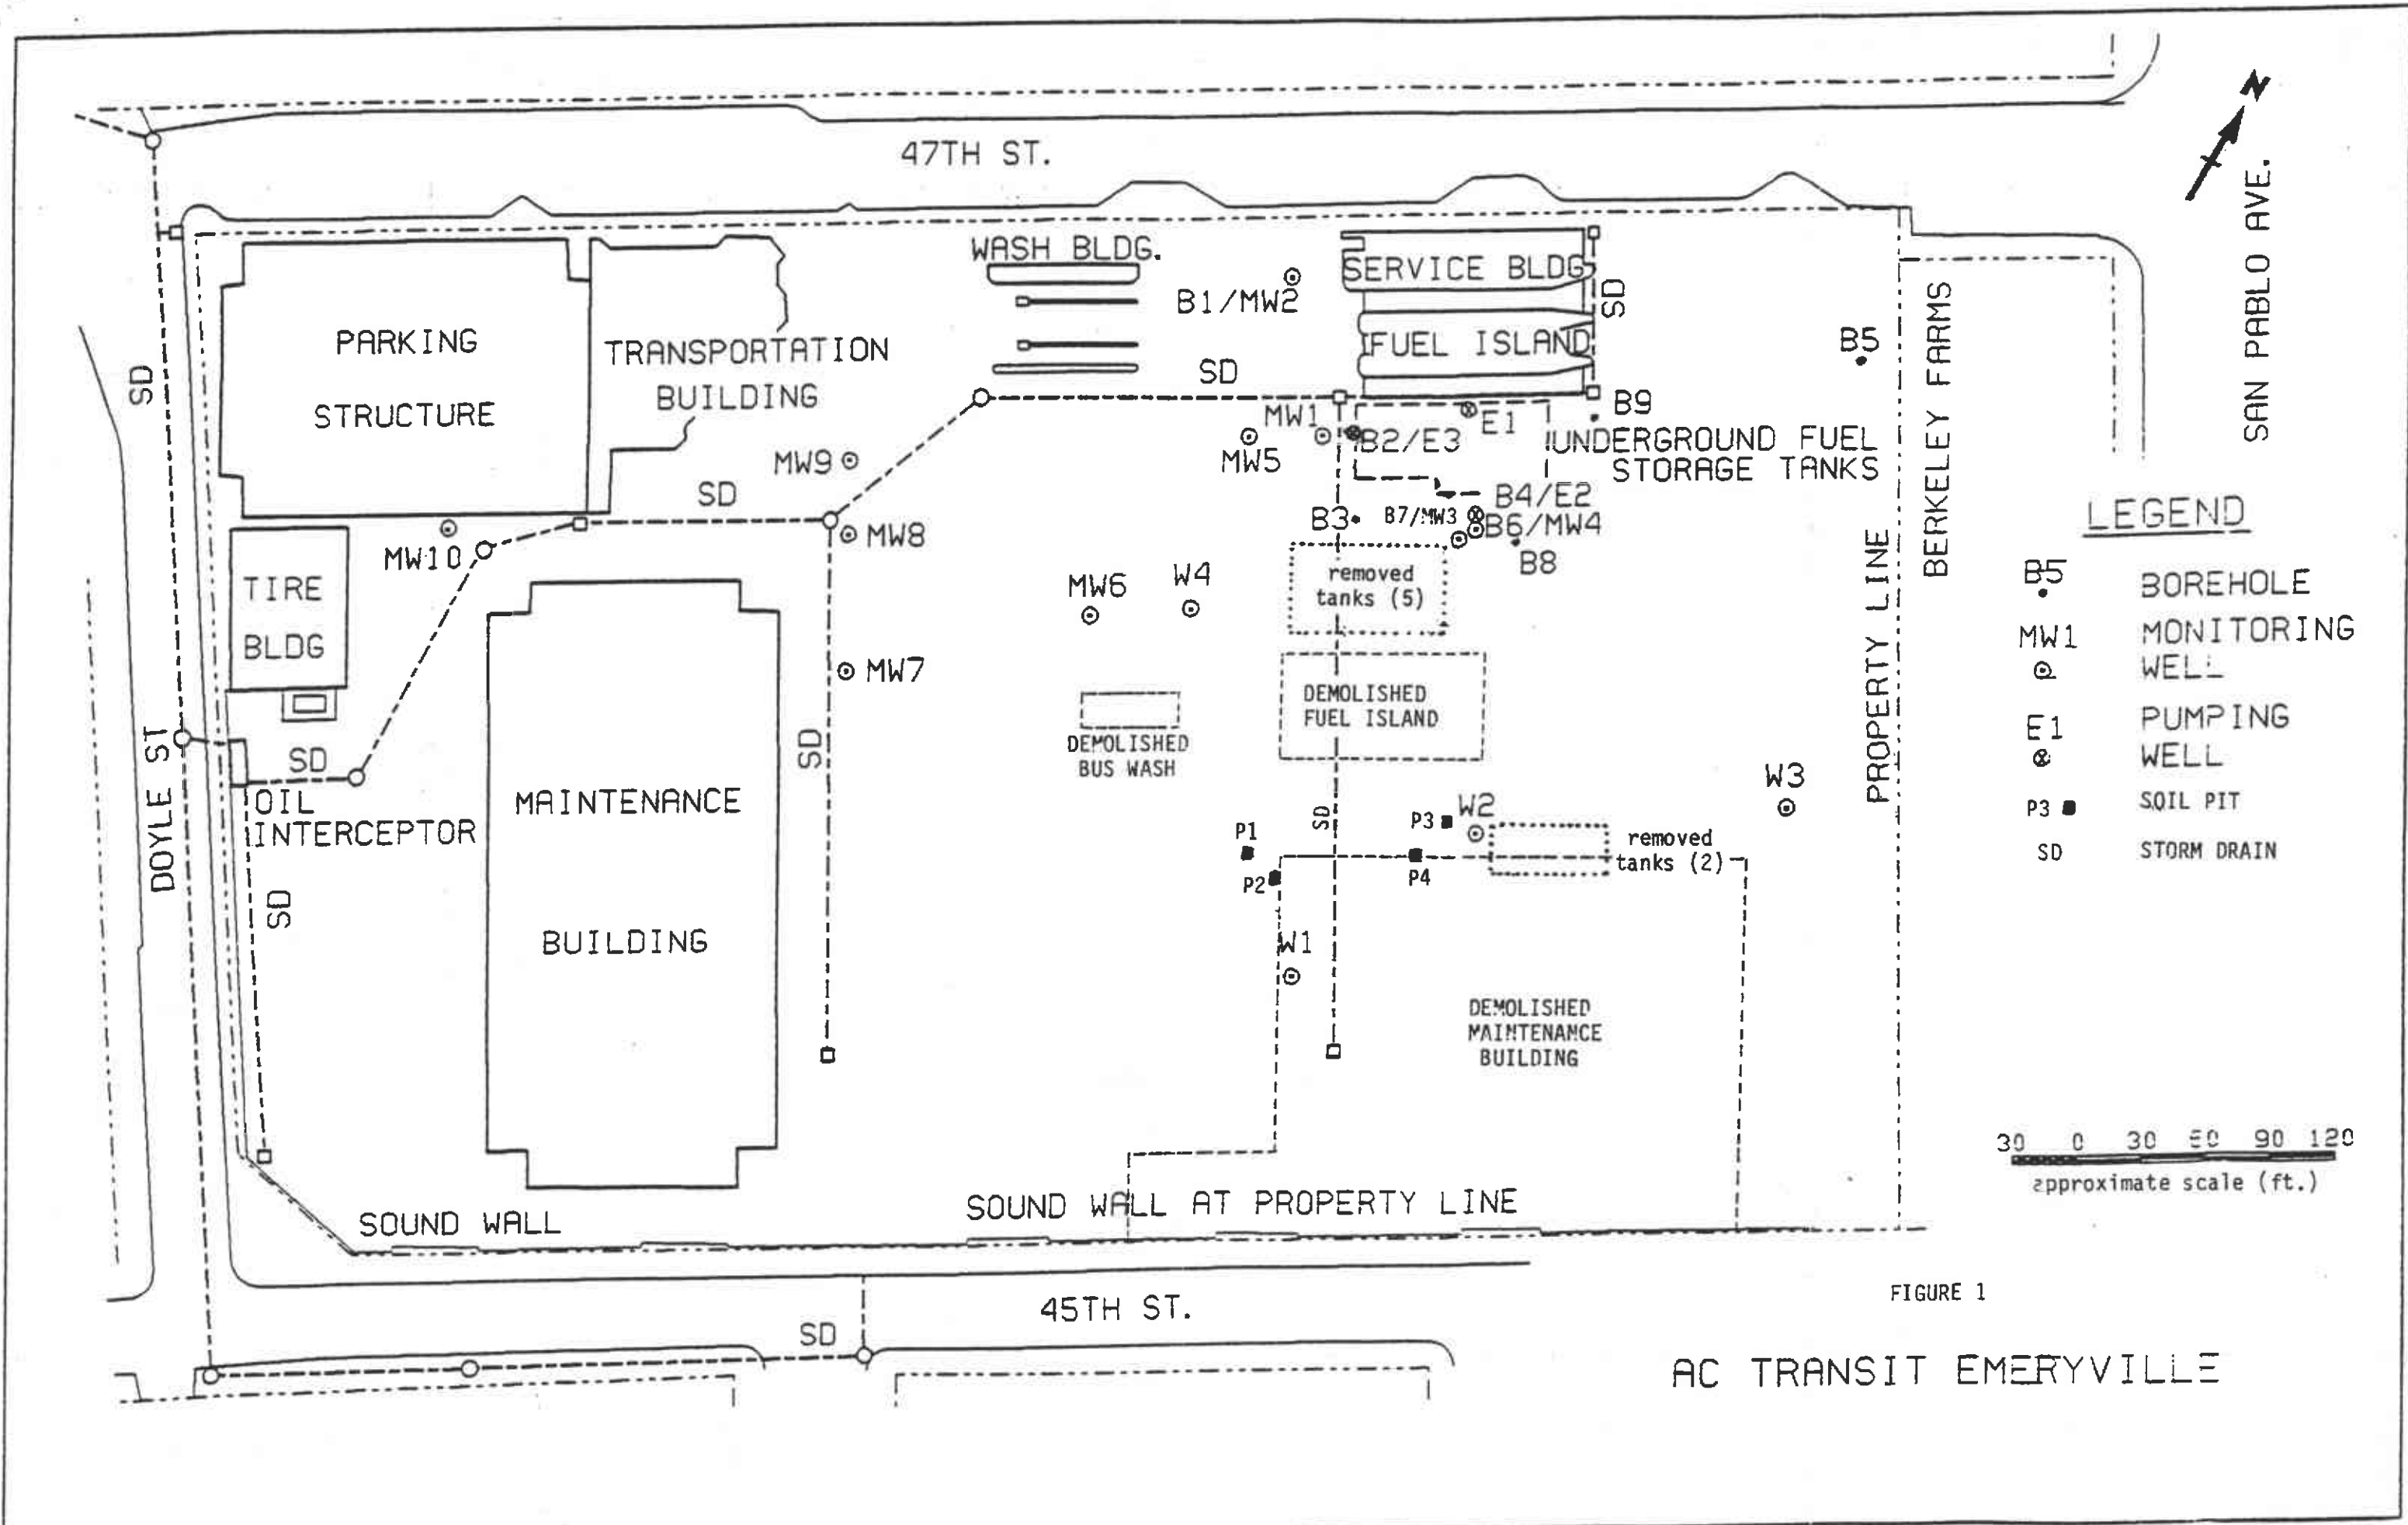 47TH ST.
N
SAN PABLO AVE.
WASH BLDG.
B1/MW2
SERVICE BLDG.
FUEL ISLAND
SD
SD
B5
BERKELEY FARMS
PARKING
STRUCTURE
TRANSPORTATION
BUILDING
SD
MW9
SD
MW1
MW5
B2/E3
E1
B9
UNDERGROUND FUEL
STORAGE TANKS
B4/E2
B3
B7/MW3
B6/MW4
B8
MW8
MW10
TIRE
BLDG
MW6
W4
removed
tanks (5)
PROPERTY LINE
MW7
DEMOLISHED
FUEL ISLAND
DEMOLISHED
BUS WASH
SD
DOYLE ST
SD
OIL
INTERCEPTOR
SD
MAINTENANCE
BUILDING
SD
P1
P2
P3
P4
W2
removed
tanks (2)
W3
W1
DEMOLISHED
MAINTENANCE
BUILDING
SOUND WALL
SOUND WALL AT PROPERTY LINE
45TH ST.
SD
LEGEND
B5
BOREHOLE
MW1
MONITORING
WELL
E1
PUMPING
WELL
P3
SOIL PIT
SD
STORM DRAIN
30 0 30 60 90 120
approximate scale (ft.)
FIGURE 1
AC TRANSIT EMERYVILLE